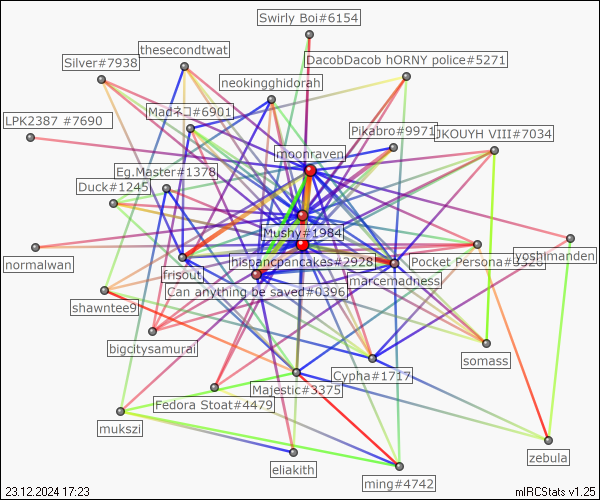 Swirly Boi#6154
thesecondtwat
DacobDacob hORNY police#5271
Silver#7938
neokingghidorah
Madネコ#6901
LPK2387 #7690
Pikabro#9971
JKOUYH VIII#7034
moonraven
Eg.Master#1378
Duck#1245
Mushy#1984
yoshimanden
normalwan
hispancpancakes#2928
Pocket Persona#5526
frisout
marcemadness
Can anything be saved#0396
shawntee9
bigcitysamurai
somass
Cypha#1717
Majestic#3375
Fedora Stoat#4479
mukszi
zebula
eliakith
ming#4742
23.12.2024 17:23
mIRCStats v1.25